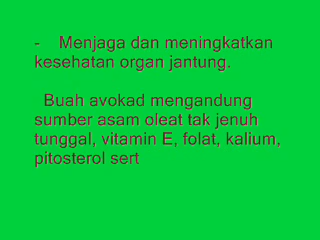 -    Menjaga dan meningkatkan
kesehatan organ jantung.
Buah avokad mengandung
sumber asam oleat tak jenuh
tunggal, vitamin E, folat, kalium,
pitosterol sert